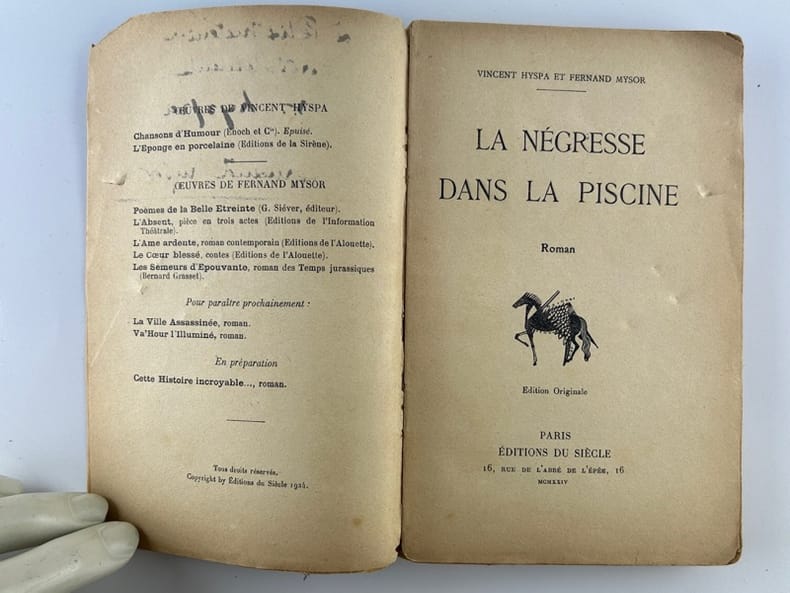 ŒUVRES DE VINCENT HYSPA
Chansons d'Humour (Enoch et Cie). Epuisé.
L'Eponge en porcelaine (Editions de la Sirène).
ŒUVRES DE FERNAND MYSOR
Poèmes de la Belle Etreinte (G. Siéver, éditeur).
L'Absent, pièce en trois actes (Editions de l'Information
Théâtrale).
L'Ame ardente, roman contemporain (Editions de l'Alouette).
Le Cœur blessé, contes (Editions de l'Alouette).
Les Semeurs d'Epouvante, roman des Temps jurassiques
(Bernard Grasset).
Pour paraître prochainement :
La Ville Assassinée, roman.
Va'Hour l'Illuminé, roman.
En préparation
Cette Histoire incroyable..., roman.
Tous droits réservés.
Copyright by Éditions du Siècle 1924.
VINCENT HYSPA ET FERNAND MYSOR
LA NÉGRESSE
DANS LA PISCINE
Roman
Edition Originale
PARIS
ÉDITIONS DU SIÈCLE
16, RUE DE L'ABBÉ DE L'ÉPÉE, 16
MCMXXIV